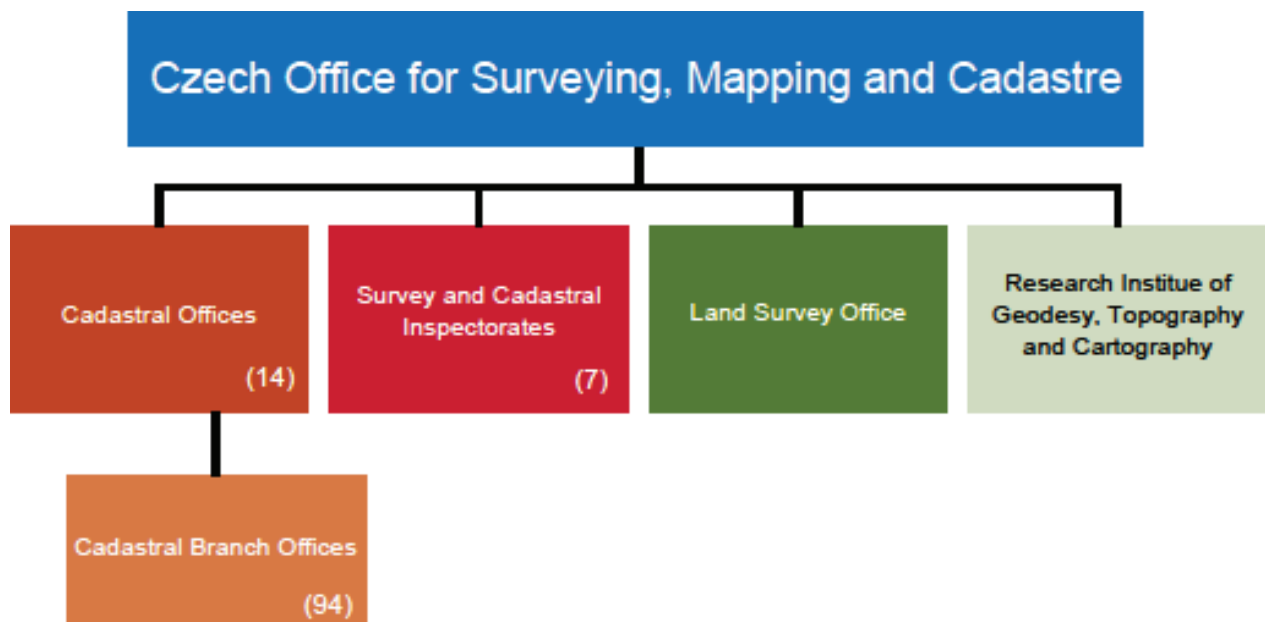 Czech Office for Surveying, Mapping and Cadastre
Cadastral Offices
(14)
Survey and Cadastral
Inspectorates
(7)
Land Survey Office
Research Institue of
Geodesy, Topography
and Cartography
Cadastral Branch Offices
(94)